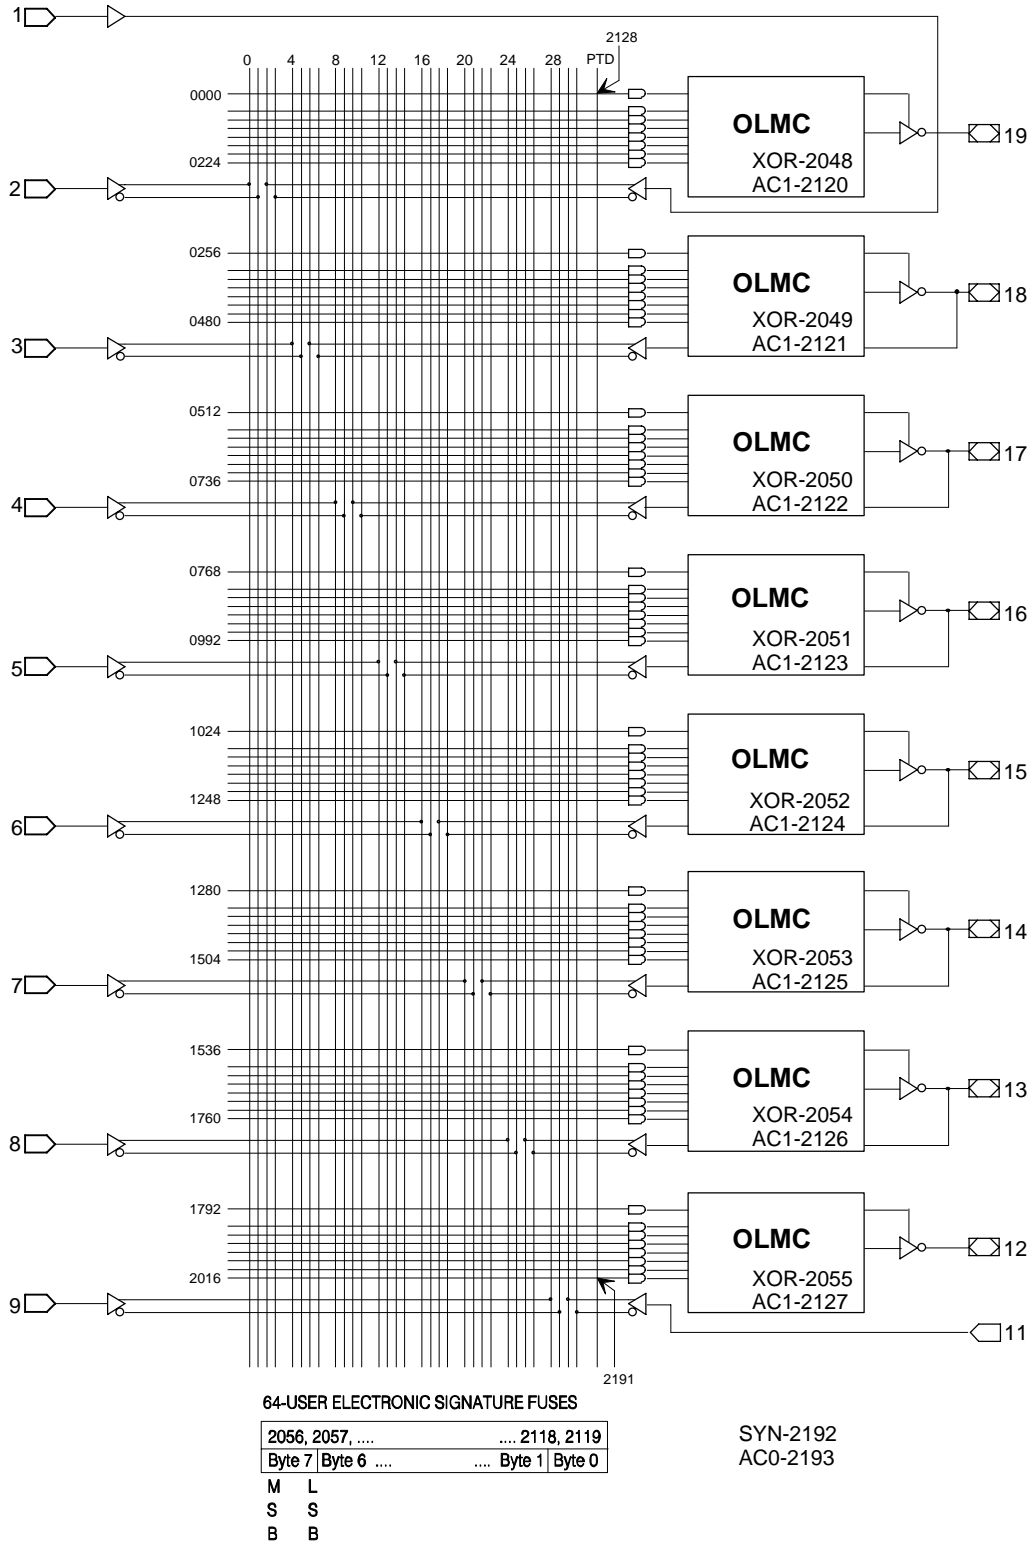 1
2128
0 4 8 12 16 20 24 28 PTD
0000
OLMC
19
XOR-2048
0224
AC1-2120
2
0256
OLMC
18
XOR-2049
0480
AC1-2121
3
0512
OLMC
17
XOR-2050
0736
AC1-2122
4
0768
OLMC
16
XOR-2051
0992
AC1-2123
5
1024
OLMC
15
XOR-2052
1248
AC1-2124
6
1280
OLMC
14
XOR-2053
1504
AC1-2125
7
1536
OLMC
13
XOR-2054
1760
AC1-2126
8
1792
OLMC
12
XOR-2055
2016
AC1-2127
9
11
2191
64-USER ELECTRONIC SIGNATURE FUSES
2056, 2057, .... .... 2118, 2119
Byte 7 Byte 6 .... .... Byte 1 Byte 0
M L
S S
B B
SYN-2192
AC0-2193